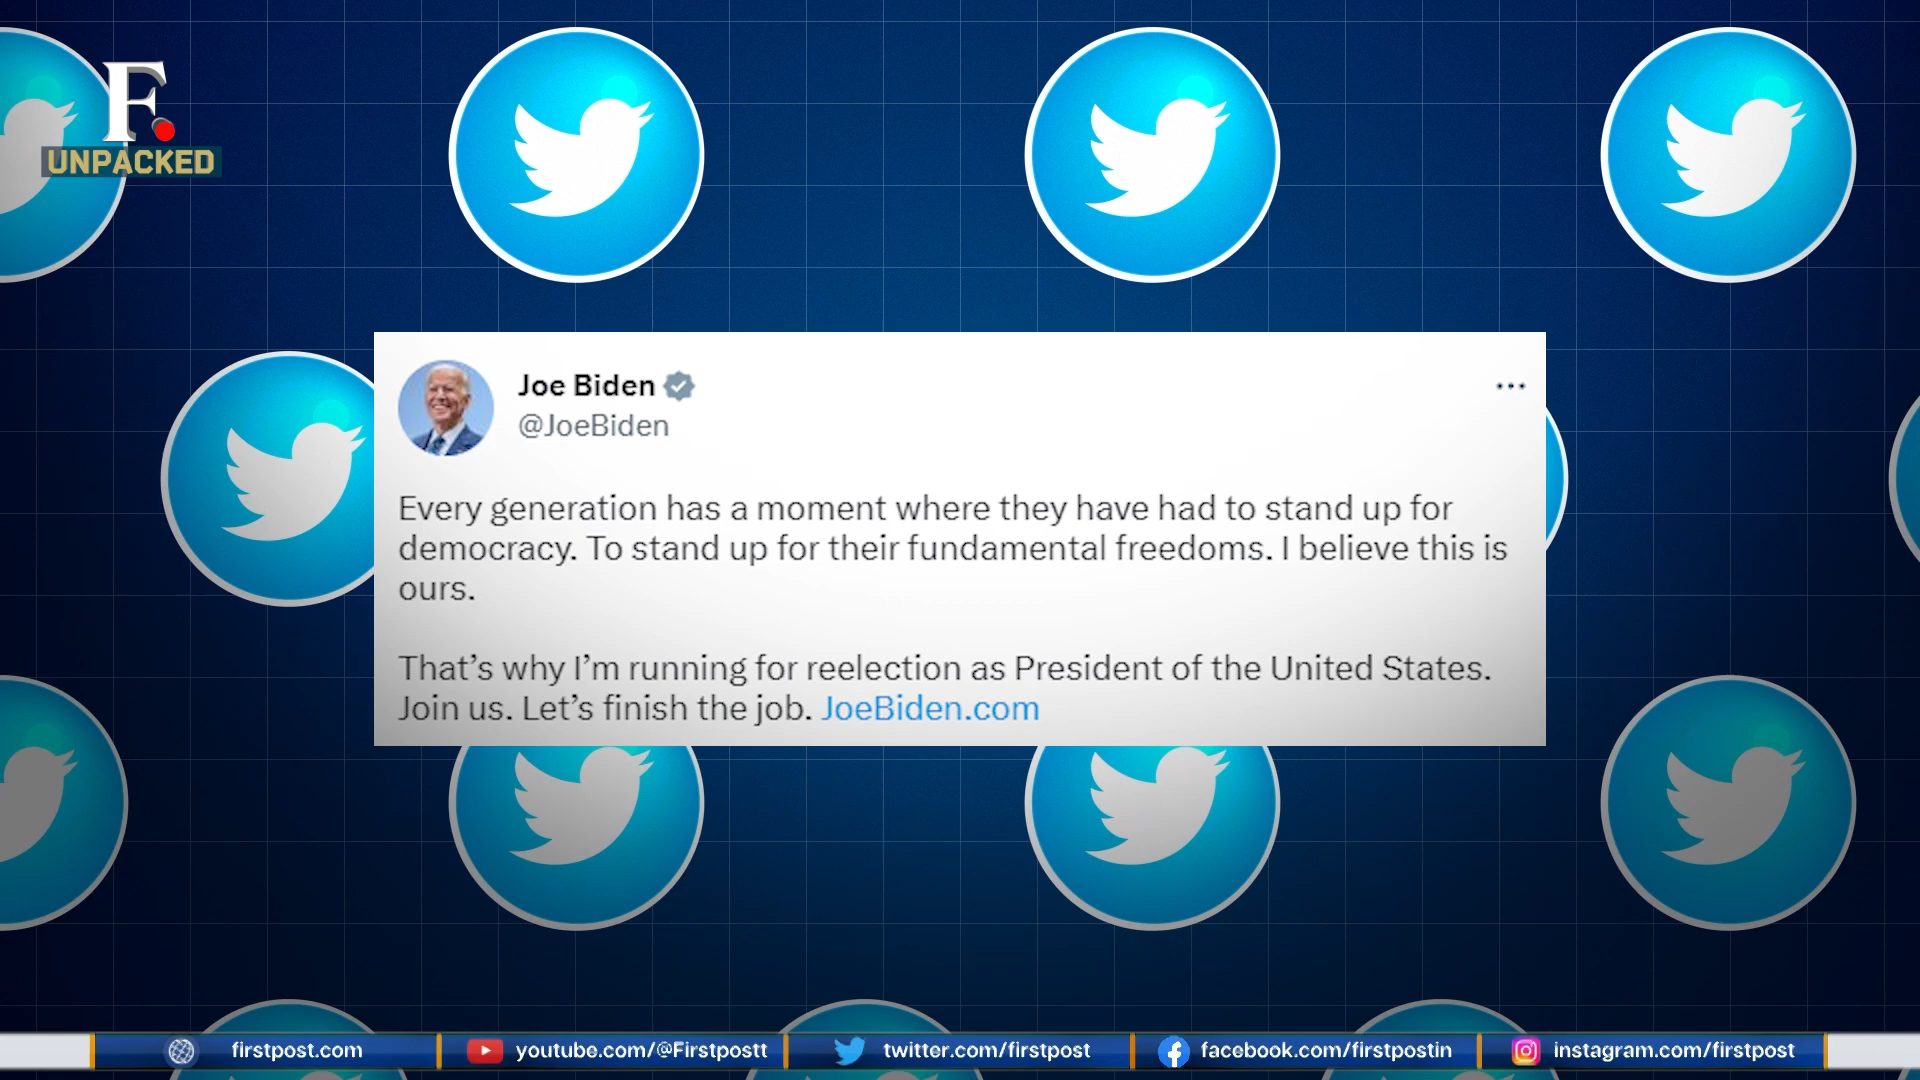 F.
UNPACKED
Joe Biden
@JoeBiden
Every generation has a moment where they have had to stand up for
democracy. To stand up for their fundamental freedoms. I believe this is
ours.
That’s why I’m running for reelection as President of the United States.
Join us. Let’s finish the job. JoeBiden.com
firstpost.com
youtube.com/@Firstpostt
twitter.com/firstpost
facebook.com/firstpostin
instagram.com/firstpost